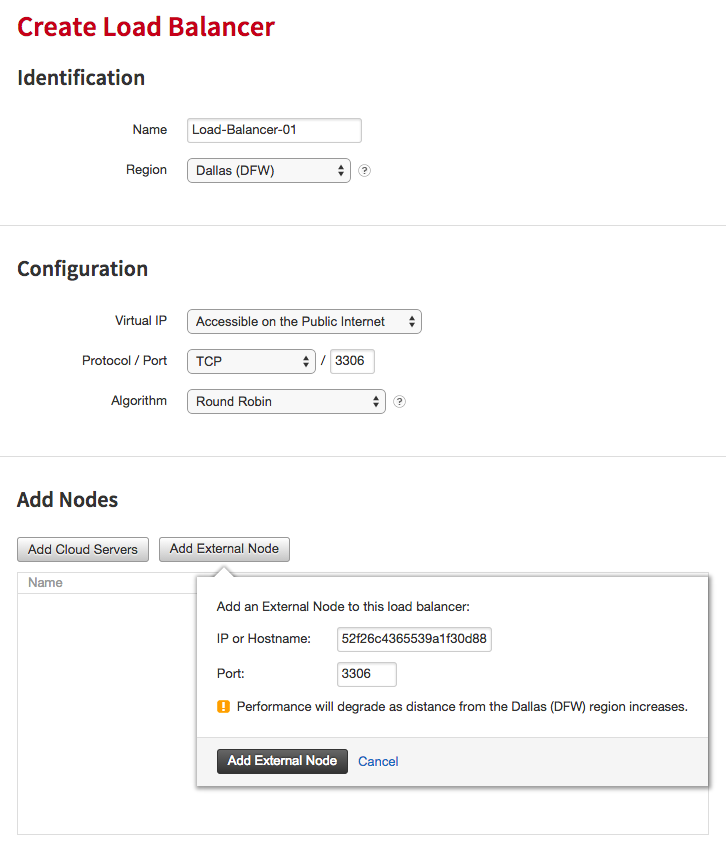 Create Load Balancer
Identification
Name Load-Balancer-01
Region Dallas (DFW) ?
Configuration
Virtual IP Accessible on the Public Internet
Protocol / Port TCP / 3306
Algorithm Round Robin ?
Add Nodes
Add Cloud Servers Add External Node
Name
Add an External Node to this load balancer:
IP or Hostname: 52f26c4365539a1f30d88
Port: 3306
! Performance will degrade as distance from the Dallas (DFW) region increases.
Add External Node Cancel